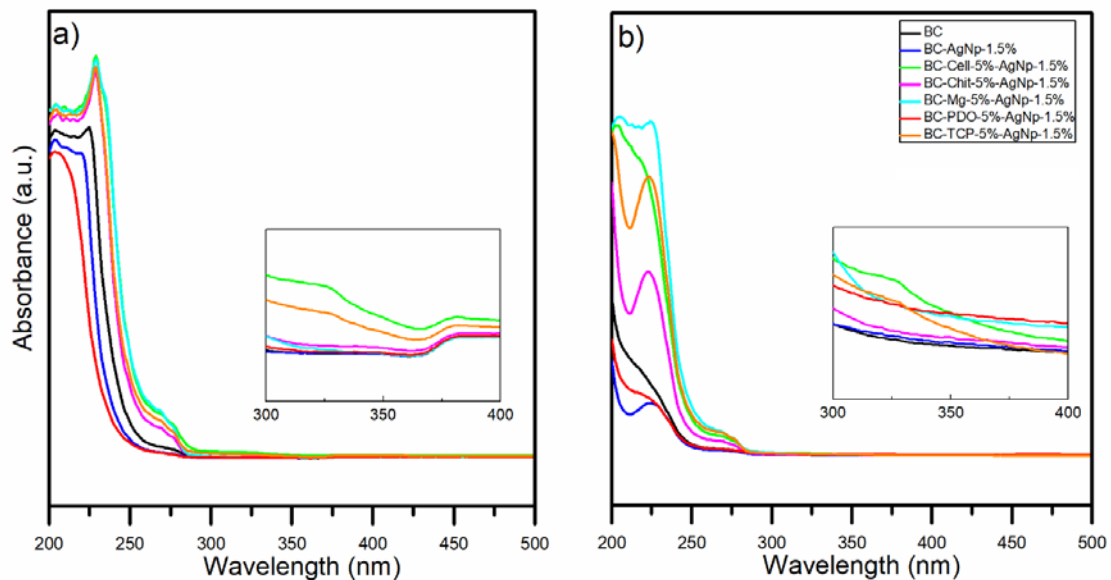 a)
b)
BC
BC-AgNp-1.5%
BC-Cell-5%-AgNp-1.5%
BC-Chit-5%-AgNp-1.5%
BC-Mg-5%-AgNp-1.5%
BC-PDO-5%-AgNp-1.5%
BC-TCP-5%-AgNp-1.5%
Absorbance (a.u.)
300 350 400
300 350 400
200 250 300 350 400 450 500
200 250 300 350 400 450 500
Wavelength (nm)
Wavelength (nm)